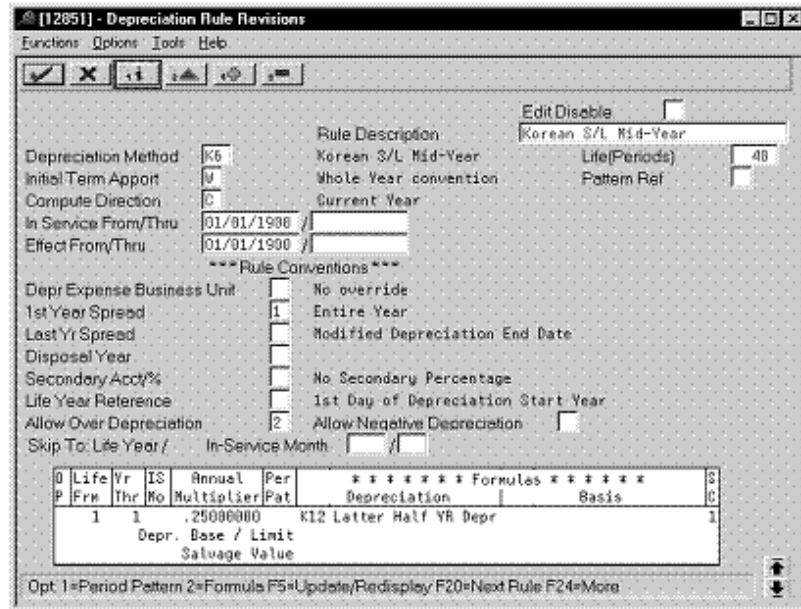 [12851] - Depreciation Rule Revisions
Functions Options Tools Help
Edit Disable
Rule Description Korean S/L Mid-Year
Depreciation Method K6 Korean S/L Mid-Year Life(Periods) 48
Initial Term Apport W Whole Year convention Pattern Ref
Compute Direction C Current Year
In Service From/Thru 01/01/1900 /
Effect From/Thru 01/01/1900 /
*** Rule Conventions ***
Depr Expense Business Unit No override
1st Year Spread 1 Entire Year
Last Yr Spread Modified Depreciation End Date
Disposal Year
Secondary Acct/% No Secondary Percentage
Life Year Reference 1st Day of Depreciation Start Year
Allow Over Depreciation 2 Allow Negative Depreciation
Skip To: Life Year / In-Service Month /
O Life Yr IS Annual Per * * * * * * * Formulas * * * * * * S
P Frm Thr Mo Multiplier Pat Depreciation | Basis C
1 1 .25000000 K12 Latter Half YR Depr 1
Depr. Base / Limit
Salvage Value
Opt: 1=Period Pattern 2=Formula F5=Update/Redisplay F20=Next Rule F24=More